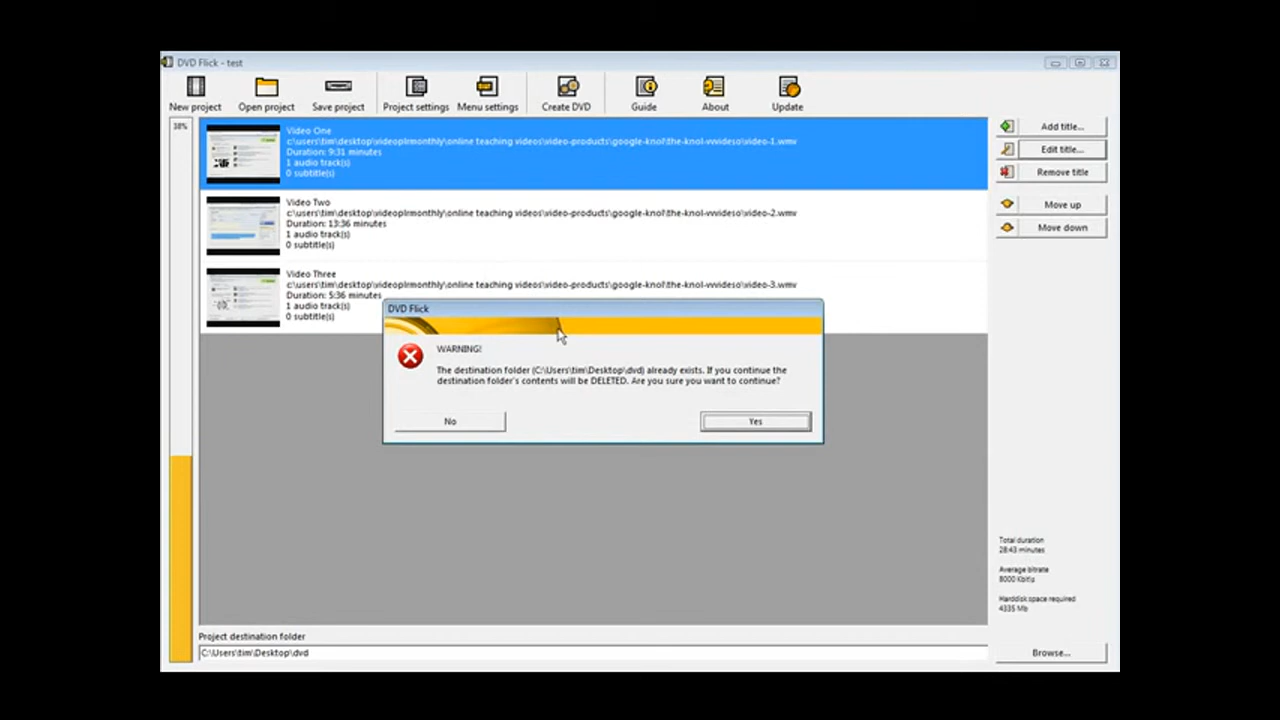 DVD Flick - test
New project
Open project
Save project
Project settings
Menu settings
Create DVD
Guide
About
Update
38%
Video One
c:\users\tim\desktop\videoplrmonthly\online teaching videos\video-products\google-knol\the-knol-vwideso\video-1.wmv
Duration: 9:31 minutes
1 audio track(s)
0 subtitle(s)
Video Two
c:\users\tim\desktop\videoplrmonthly\online teaching videos\video-products\google-knol\the-knol-vwideso\video-2.wmv
Duration: 13:36 minutes
1 audio track(s)
0 subtitle(s)
Video Three
c:\users\tim\desktop\videoplrmonthly\online teaching videos\video-products\google-knol\the-knol-vwideso\video-3.wmv
Duration: 5:36 minutes
1 audio track(s)
0 subtitle(s)
Add title...
Edit title...
Remove title
Move up
Move down
DVD Flick
WARNING!
The destination folder (C:\Users\tim\Desktop\dvd) already exists. If you continue the
destination folder's contents will be DELETED. Are you sure you want to continue?
No
Yes
Total duration
28:43 minutes
Average bitrate
8000 Kbit/s
Harddisk space required
4335 Mb
Project destination folder
C:\Users\tim\Desktop\dvd
Browse...